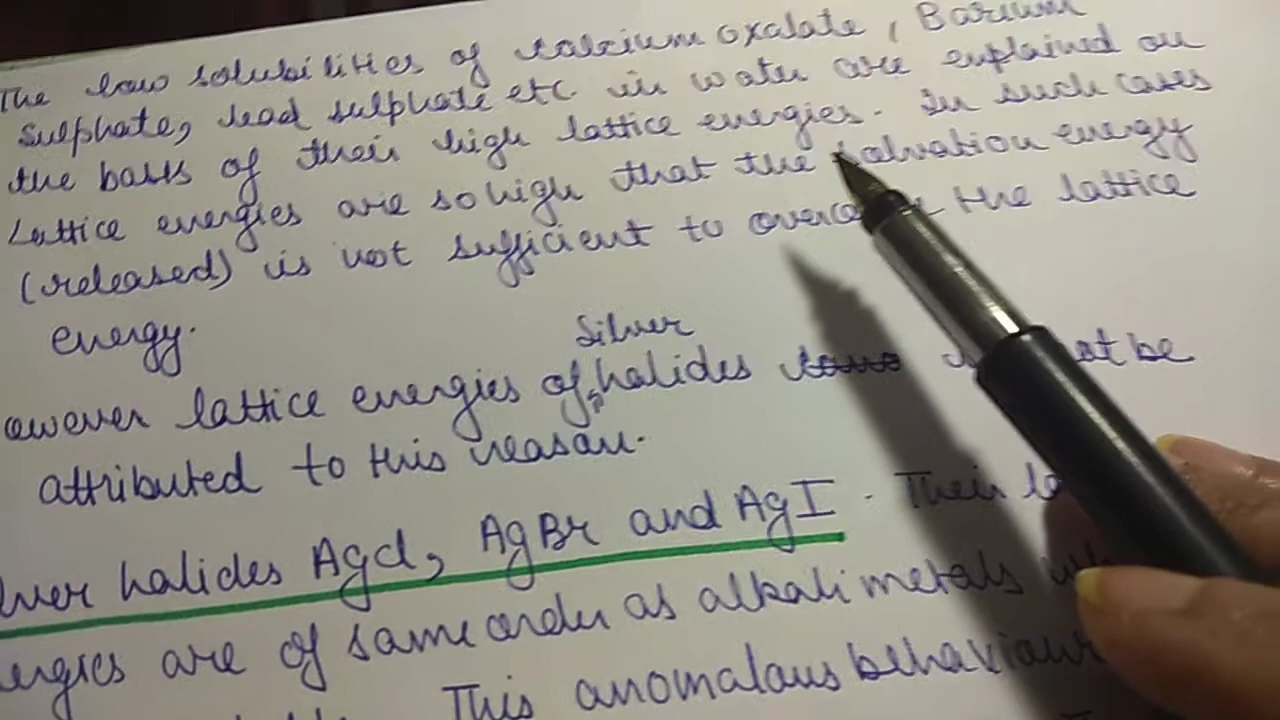 The low solubilities of calcium oxalate, Barium
Sulphate, lead sulphate etc in water are explained on
the basis of their high lattice energies. In such cases
Lattice energies are so high that the solvation energy
(released) is not sufficient to the lattice
energy.
Silver
owever lattice energies of halides not be
attributed to this reason.
lver halides AgCl, AgBr and AgI. Their
ergies are of same order as alkali metals
This anomalous behaviour